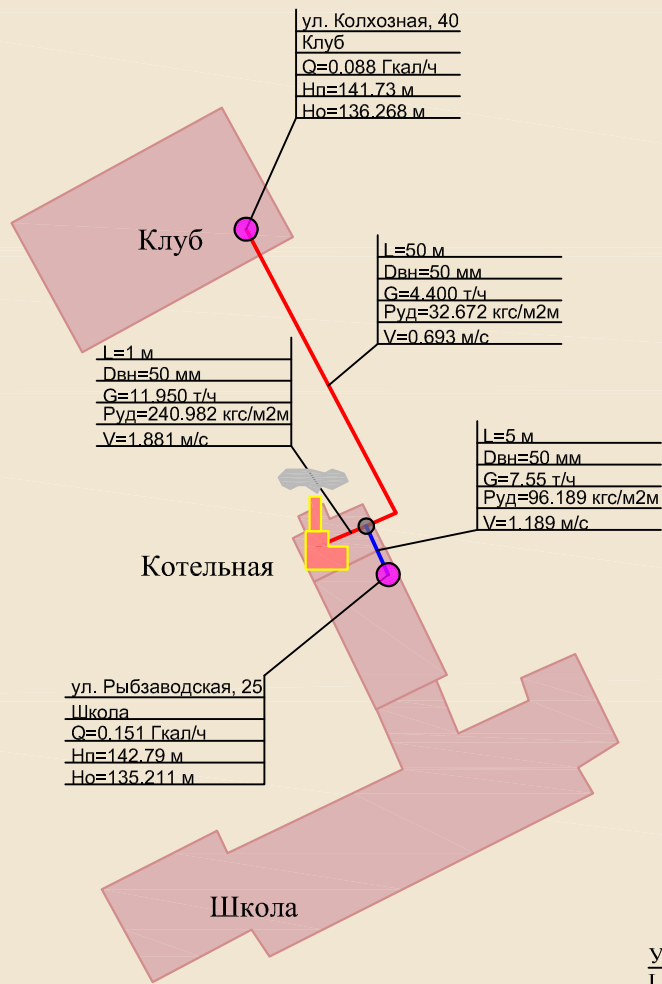 ул. Колхозная, 40
Клуб
Q=0.088 Гкал/ч
Нп=141.73 м
Но=136.268 м
Клуб
L=50 м
Dвн=50 мм
G=4.400 т/ч
Руд=32.672 кгс/м2м
V=0.693 м/с
L=1 м
Dвн=50 мм
G=11.950 т/ч
Руд=240.982 кгс/м2м
V=1.881 м/с
L=5 м
Dвн=50 мм
G=7.55 т/ч
Руд=96.189 кгс/м2м
V=1.189 м/с
Котельная
ул. Рыбзаводская, 25
Школа
Q=0.151 Гкал/ч
Нп=142.79 м
Но=135.211 м
Школа